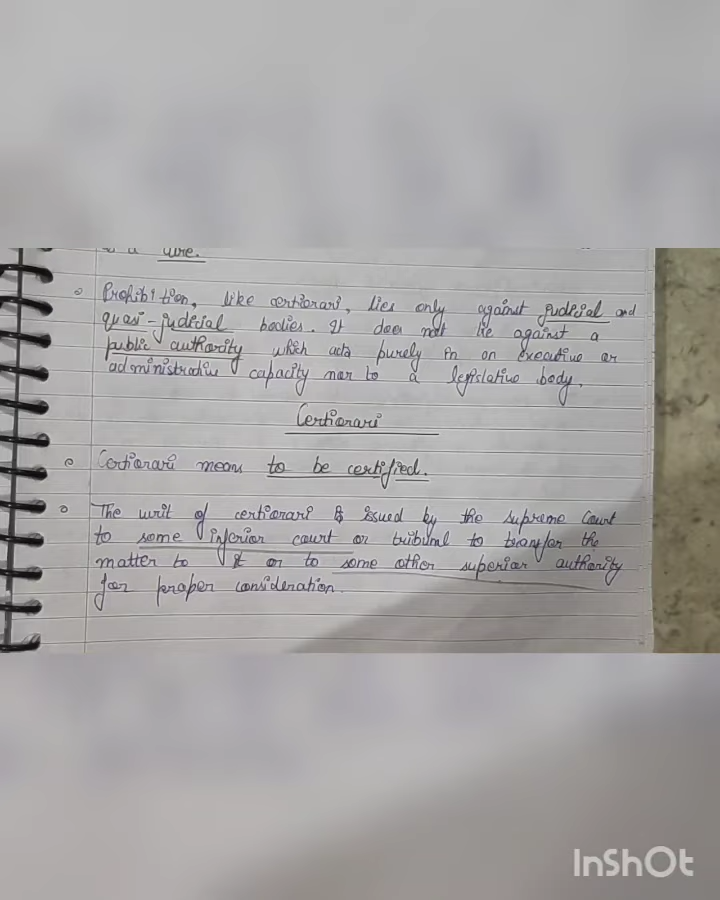 cure.
Prohibition, like certiorari, lies only against judicial and
quasi-judicial bodies. It does not lie against a
public authority which acts purely in an executive or
administrative capacity nor to a legislative body.
Certiorari
Certiorari means to be certified.
The writ of certiorari is issued by the supreme Court
to some inferior court or tribunal to transfer the
matter to it or to some other superior authority
for proper consideration.
InShOt